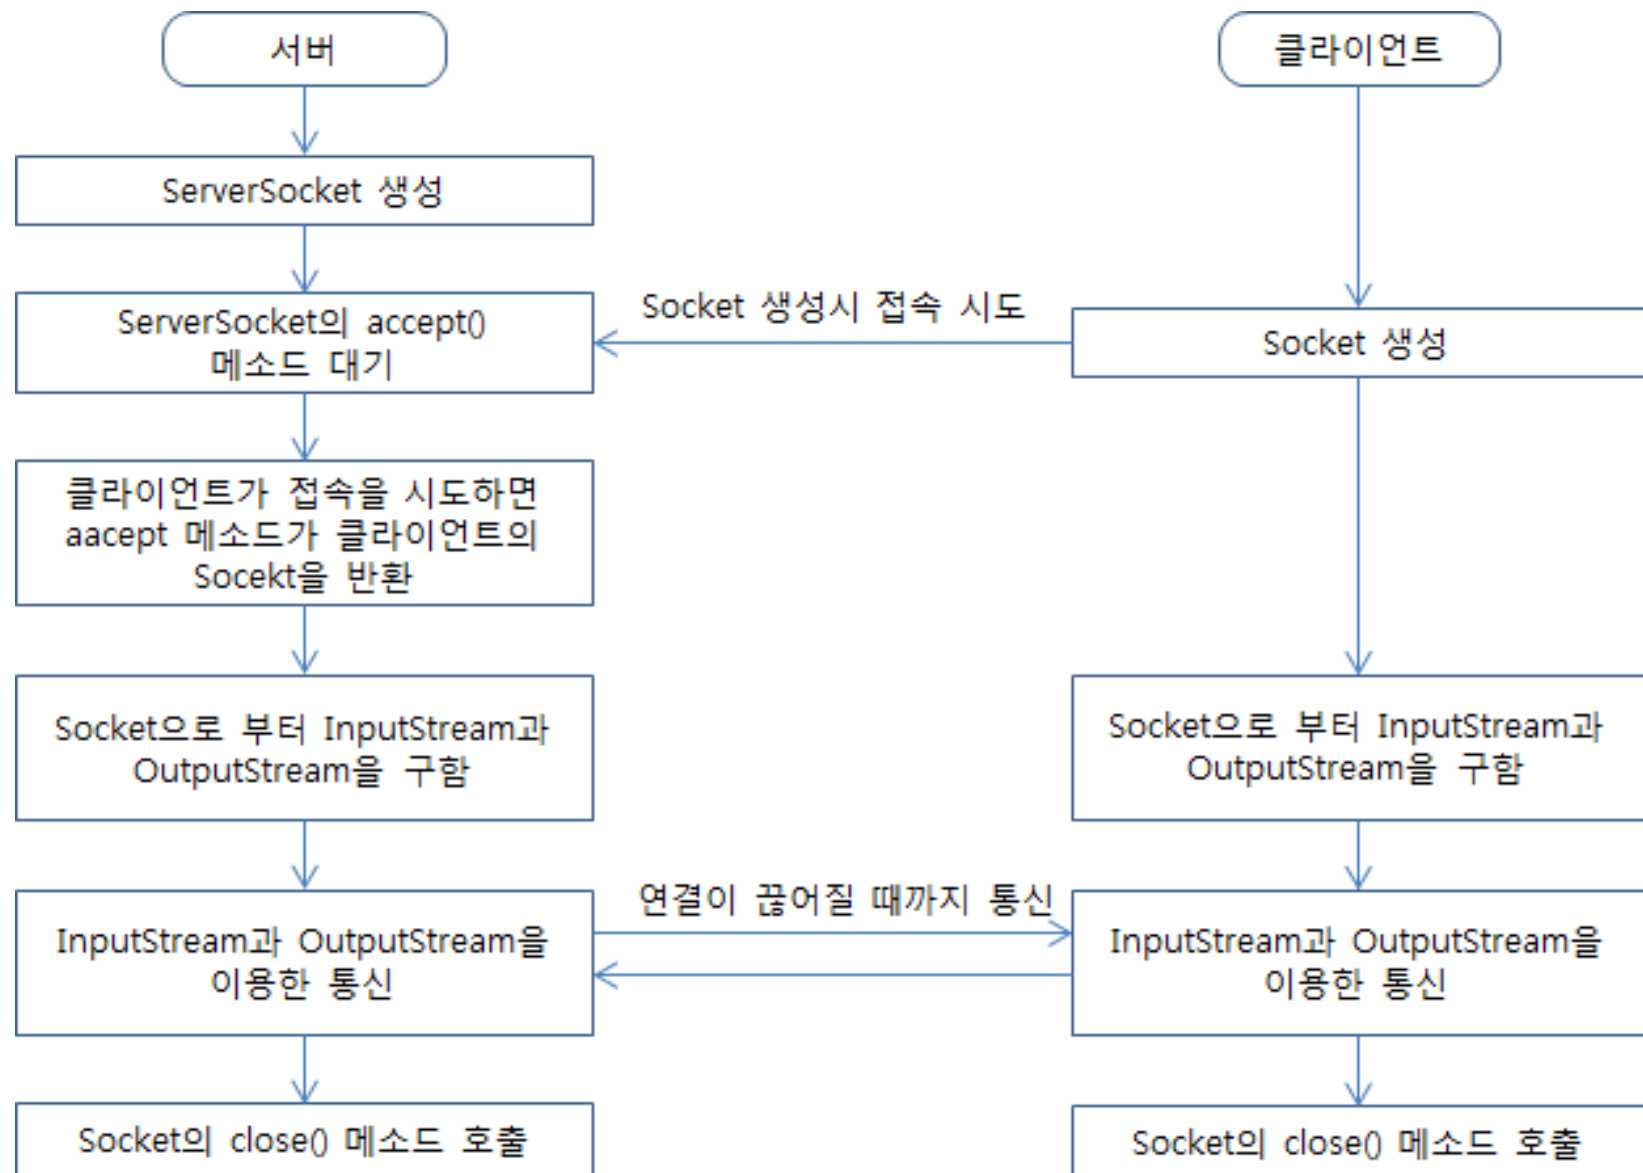 서버
클라이언트
ServerSocket 생성
ServerSocket의 accept()
메소드 대기
Socket 생성시 접속 시도
Socket 생성
클라이언트가 접속을 시도하면
aacept 메소드가 클라이언트의
Socekt을 반환
Socket으로 부터 InputStream과
OutputStream을 구함
Socket으로 부터 InputStream과
OutputStream을 구함
연결이 끊어질 때까지 통신
InputStream과 OutputStream을
이용한 통신
InputStream과 OutputStream을
이용한 통신
Socket의 close() 메소드 호출
Socket의 close() 메소드 호출